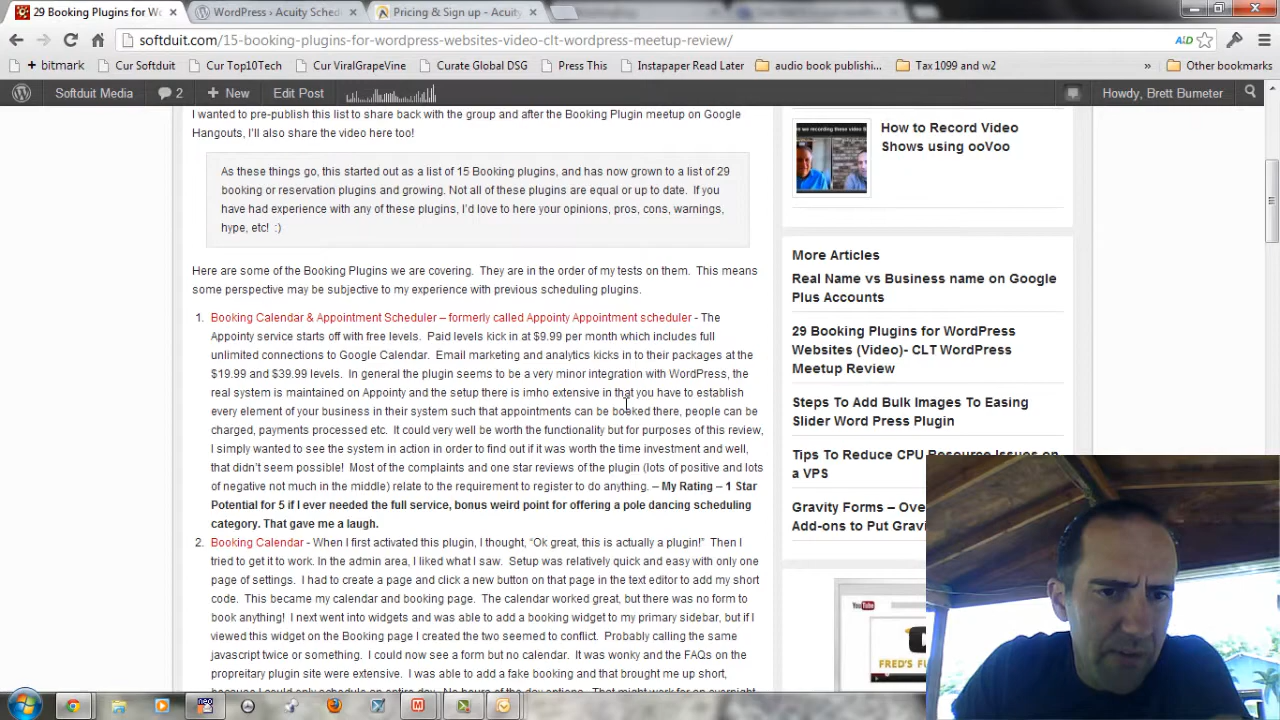 29 Booking Plugins for Wo
WordPress › Acuity Sched
Pricing & Sign up - Acuity
softduit.com/15-booking-plugins-for-wordpress-websites-video-clt-wordpress-meetup-review/
+ bitmark
Cur Softduit
Cur Top10Tech
Cur ViralGrapeVine
Curate Global DSG
Press This
Instapaper Read Later
audio book publishi...
Tax 1099 and w2
»
Other bookmarks
Softduit Media
2
+ New
Edit Post
Howdy, Brett Bumeter
I wanted to pre-publish this list to share back with the group and after the Booking Plugin meetup on Google
Hangouts, I'll also share the video here too!
As these things go, this started out as a list of 15 Booking plugins, and has now grown to a list of 29
booking or reservation plugins and growing. Not all of these plugins are equal or up to date. If you
have had experience with any of these plugins, I'd love to here your opinions, pros, cons, warnings,
hype, etc! :)
Here are some of the Booking Plugins we are covering. They are in the order of my tests on them. This means
some perspective may be subjective to my experience with previous scheduling plugins.
1. Booking Calendar & Appointment Scheduler – formerly called Appointy Appointment scheduler - The
Appointy service starts off with free levels. Paid levels kick in at $9.99 per month which includes full
unlimited connections to Google Calendar. Email marketing and analytics kicks in to their packages at the
$19.99 and $39.99 levels. In general the plugin seems to be a very minor integration with WordPress, the
real system is maintained on Appointy and the setup there is imho extensive in that you have to establish
every element of your business in their system such that appointments can be booked there, people can be
charged, payments processed etc. It could very well be worth the functionality but for purposes of this review,
I simply wanted to see the system in action in order to find out if it was worth the time investment and well,
that didn't seem possible! Most of the complaints and one star reviews of the plugin (lots of positive and lots
of negative not much in the middle) relate to the requirement to register to do anything. – My Rating – 1 Star
Potential for 5 if I ever needed the full service, bonus weird point for offering a pole dancing scheduling
category. That gave me a laugh.
2. Booking Calendar - When I first activated this plugin, I thought, "Ok great, this is actually a plugin!" Then I
tried to get it to work. In the admin area, I liked what I saw. Setup was relatively quick and easy with only one
page of settings. I had to create a page and click a new button on that page in the text editor to add my short
code. This became my calendar and booking page. The calendar worked great, but there was no form to
book anything! I next went into widgets and was able to add a booking widget to my primary sidebar, but if I
viewed this widget on the Booking page I created the two seemed to conflict. Probably calling the same
javascript twice or something. I could now see a form but no calendar. It was wonky and the FAQs on the
propreitary plugin site were extensive. I was able to add a fake booking and that brought me up short,
because I could only schedule an entire day. No hours of the day options. That might work for an overnight
How to Record Video
Shows using ooVoo
More Articles
Real Name vs Business name on Google
Plus Accounts
29 Booking Plugins for WordPress
Websites (Video)- CLT WordPress
Meetup Review
Steps To Add Bulk Images To Easing
Slider Word Press Plugin
Tips To Reduce CPU Resource Issues on
a VPS
Gravity Forms – Ove
Add-ons to Put Gravi
YouTube
FRED'S FU